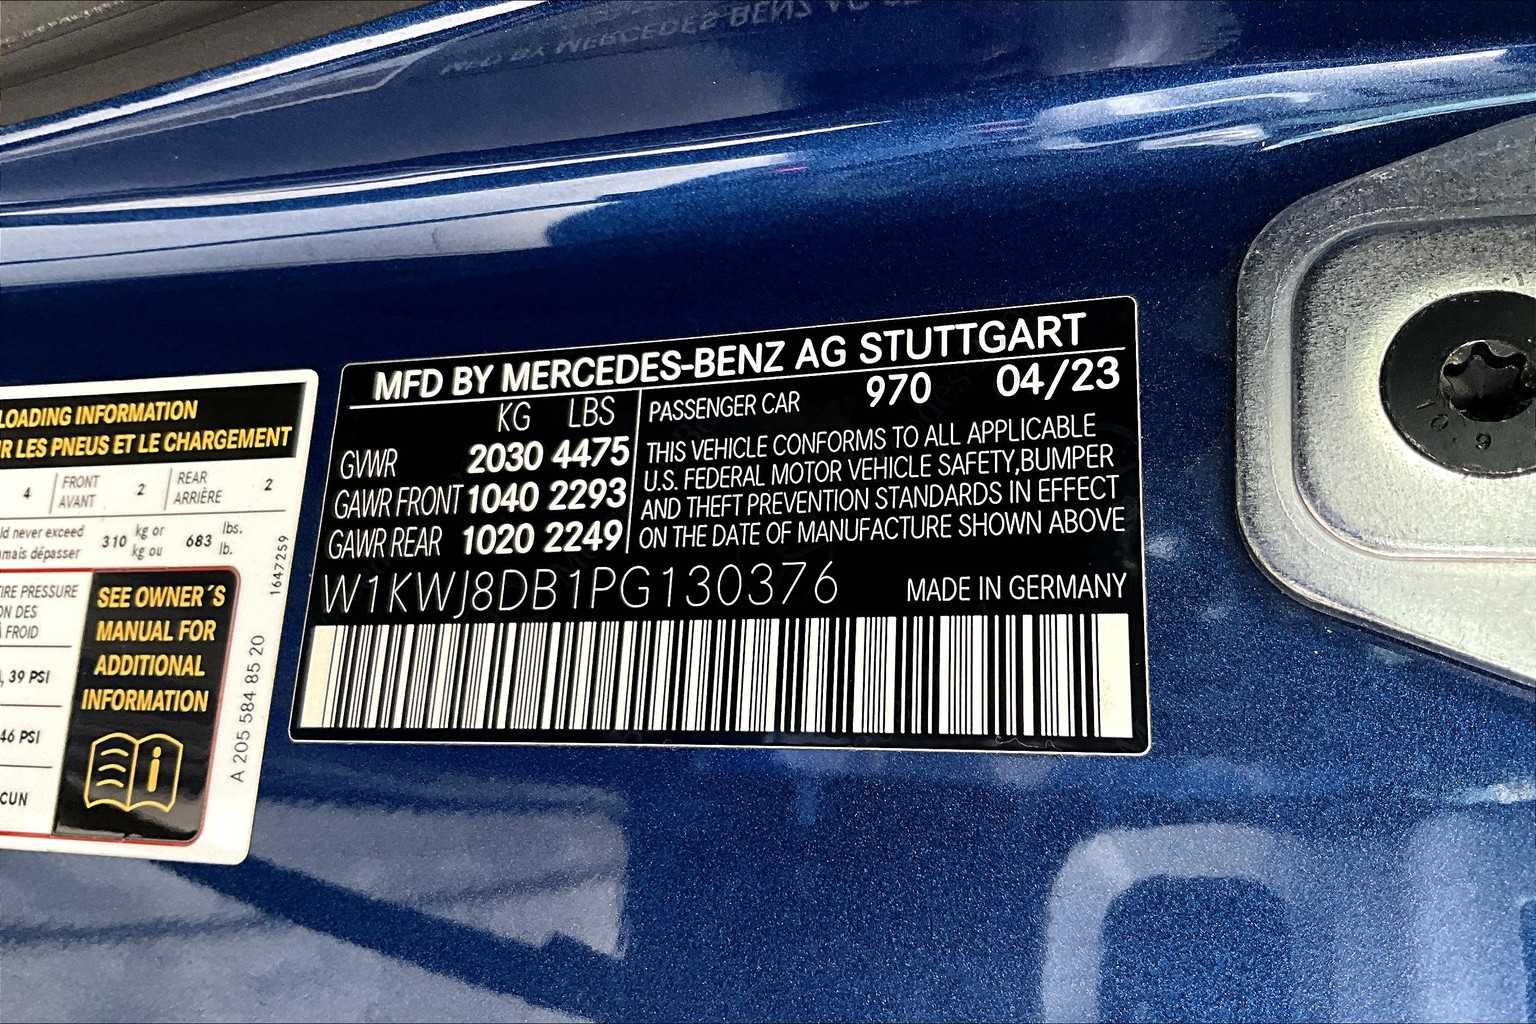 LOADING INFORMATION
R LES PNEUS ET LE CHARGEMENT
4 FRONT AVANT 2 REAR ARRIÈRE 2
never exceed 310 kg or 683 lbs.
dépasser kg ou lb.
TIRE PRESSURE
ON DES
À FROID
39 PSI
46 PSI
SEE OWNER´S
MANUAL FOR
ADDITIONAL
INFORMATION
1647259
A 205 584 85 20
MFD BY MERCEDES-BENZ AG STUTTGART
KG LBS PASSENGER CAR 970 04/23
GVWR 2030 4475
GAWR FRONT 1040 2293
GAWR REAR 1020 2249
THIS VEHICLE CONFORMS TO ALL APPLICABLE
U.S. FEDERAL MOTOR VEHICLE SAFETY,BUMPER
AND THEFT PREVENTION STANDARDS IN EFFECT
ON THE DATE OF MANUFACTURE SHOWN ABOVE
W1KWJ8DB1PG130376 MADE IN GERMANY
10.9